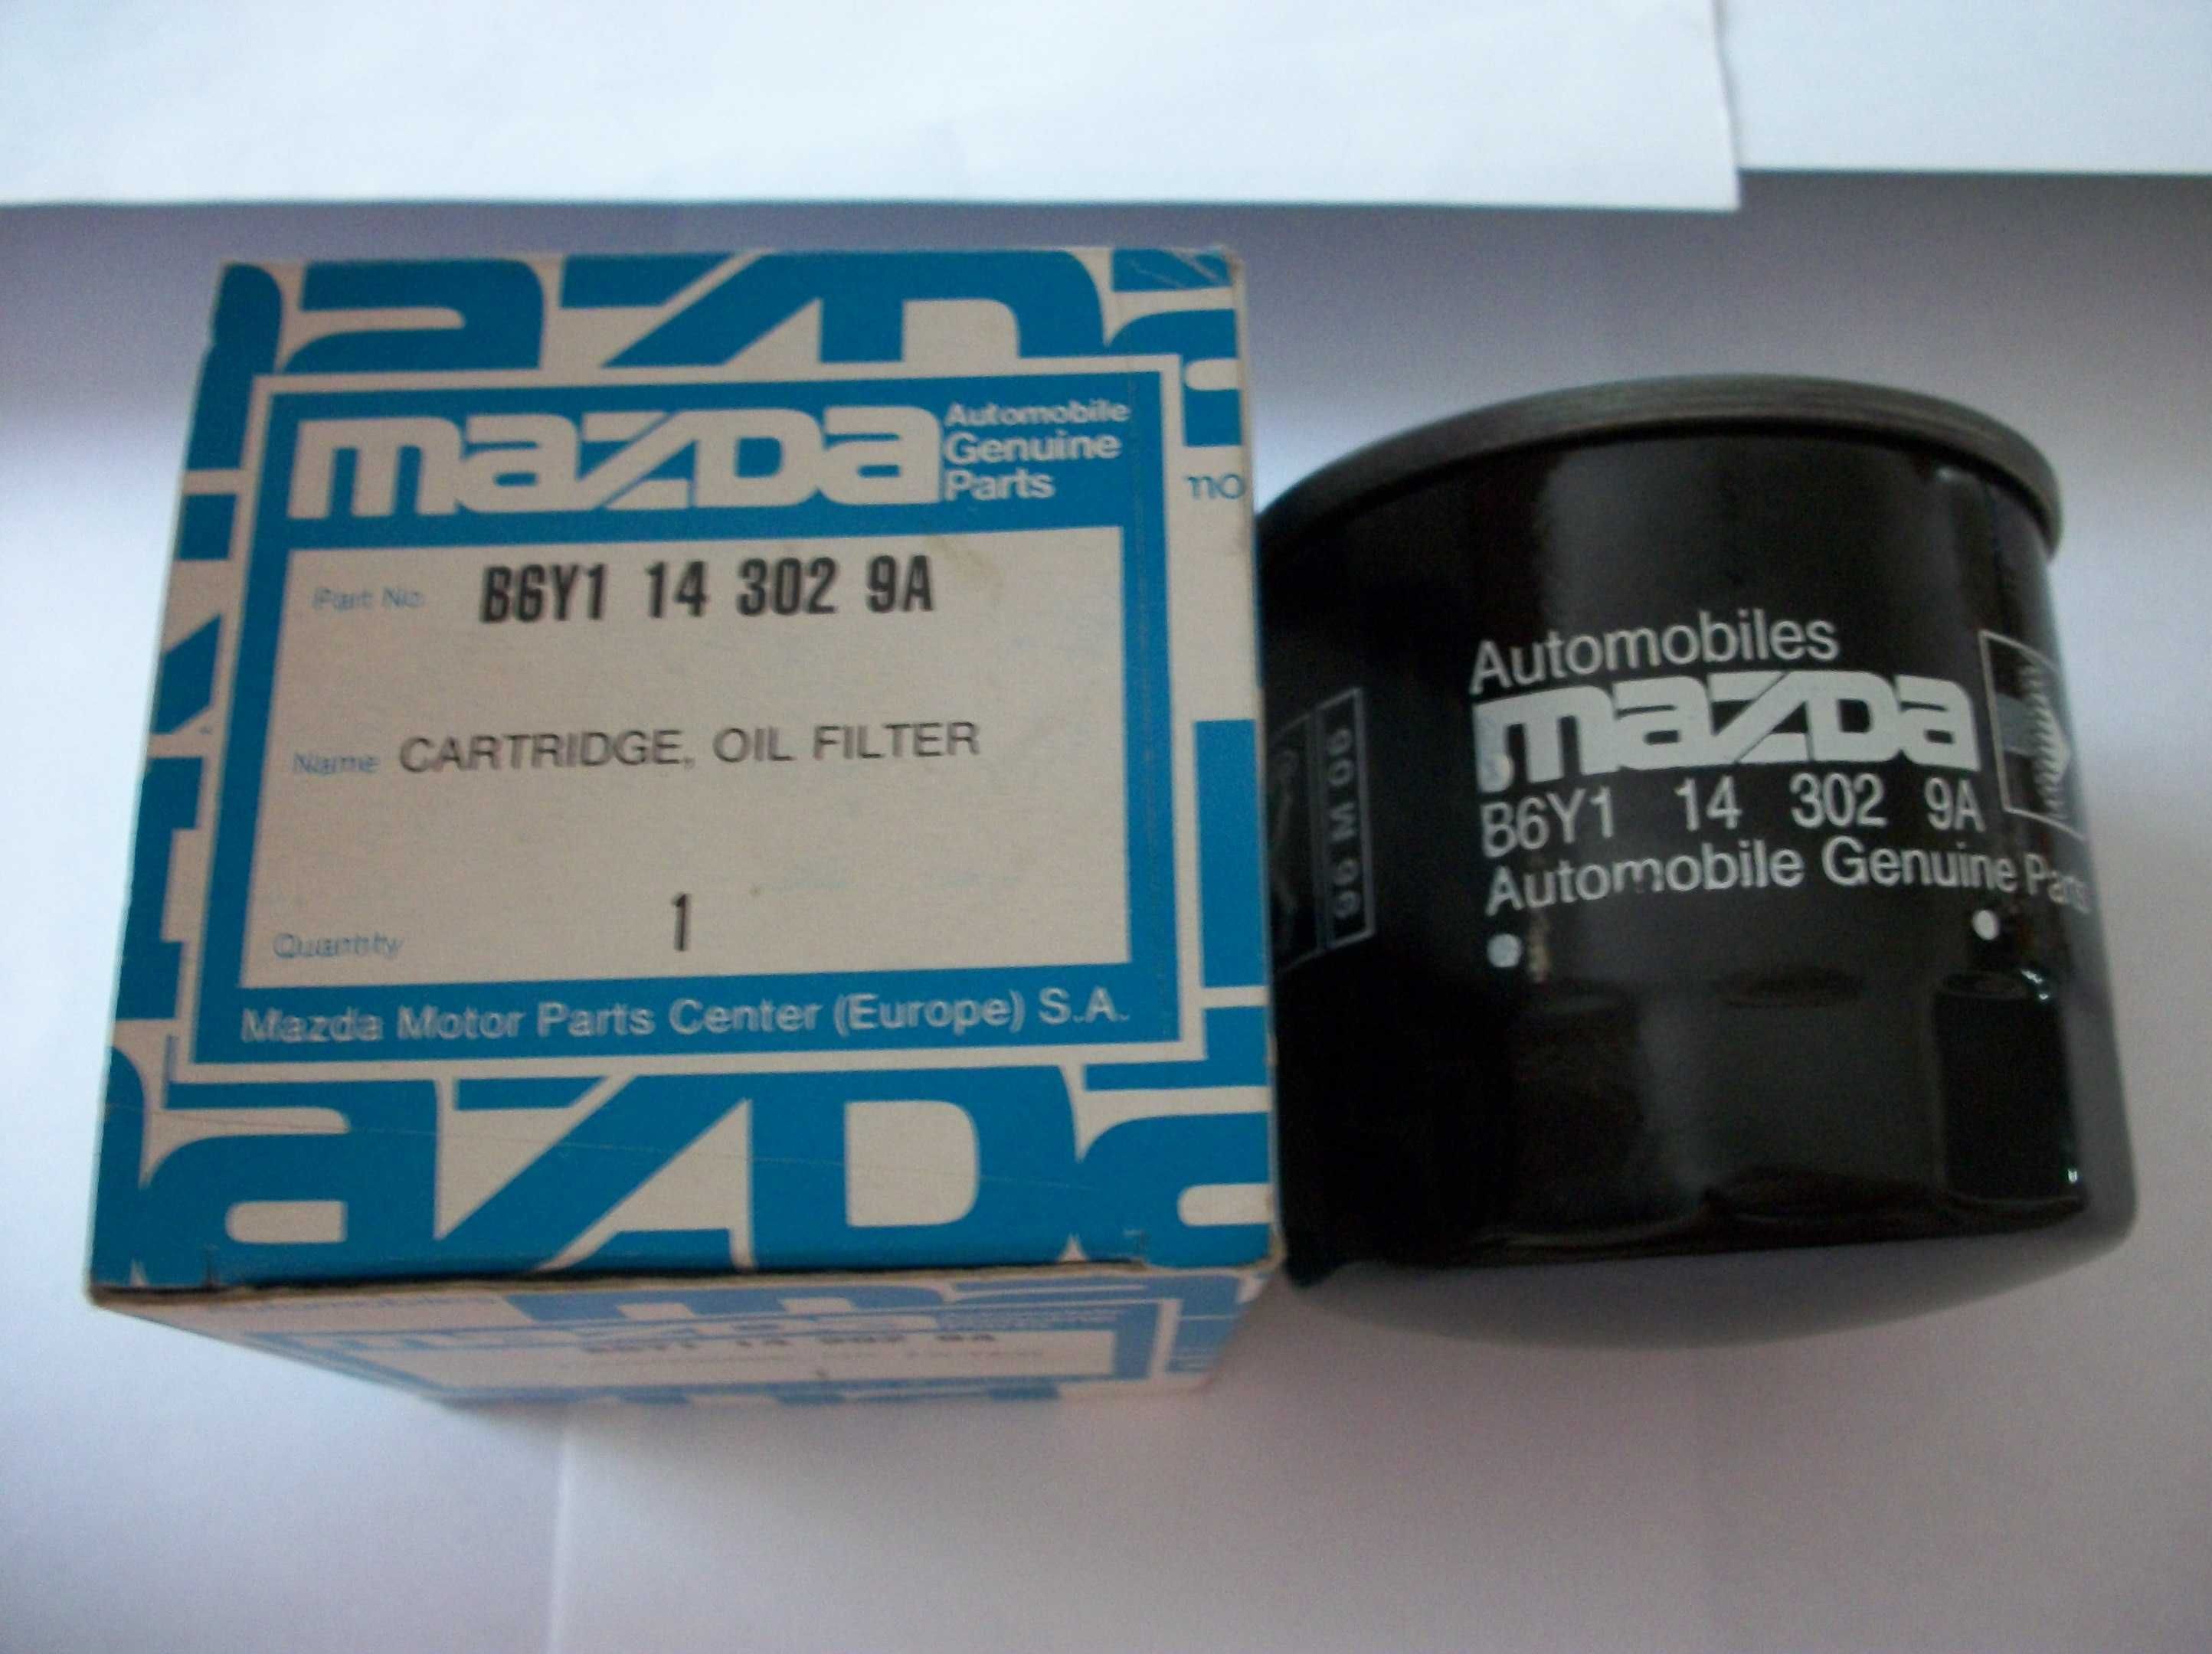 mazDa Automobile
Genuine
Parts
Part No. B6Y1 14 302 9A
Name CARTRIDGE, OIL FILTER
Quantity 1
Mazda Motor Parts Center (Europe) S.A.
mo
Automobiles
mazDa
B6Y1 14 302 9A
Automobile Genuine Parts